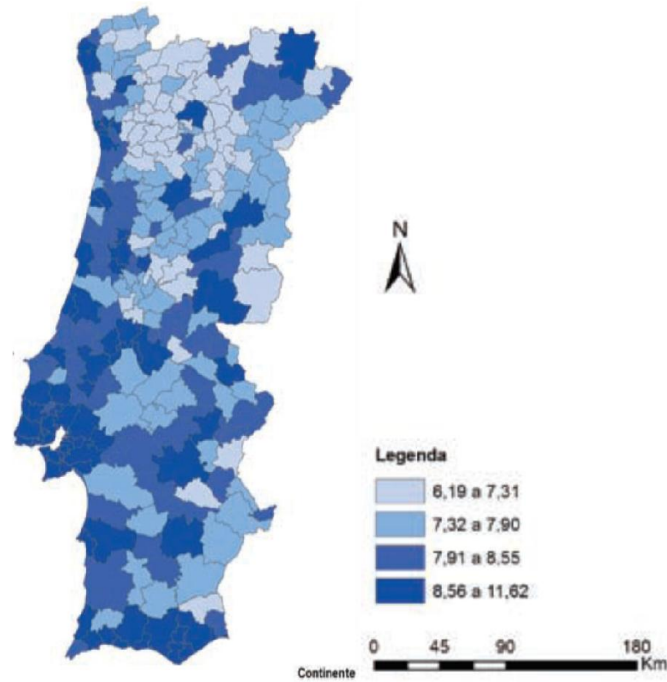 N
Legenda
6,19 a 7,31
7,32 a 7,90
7,91 a 8,55
8,56 a 11,62
0 45 90 180
Km
Continente